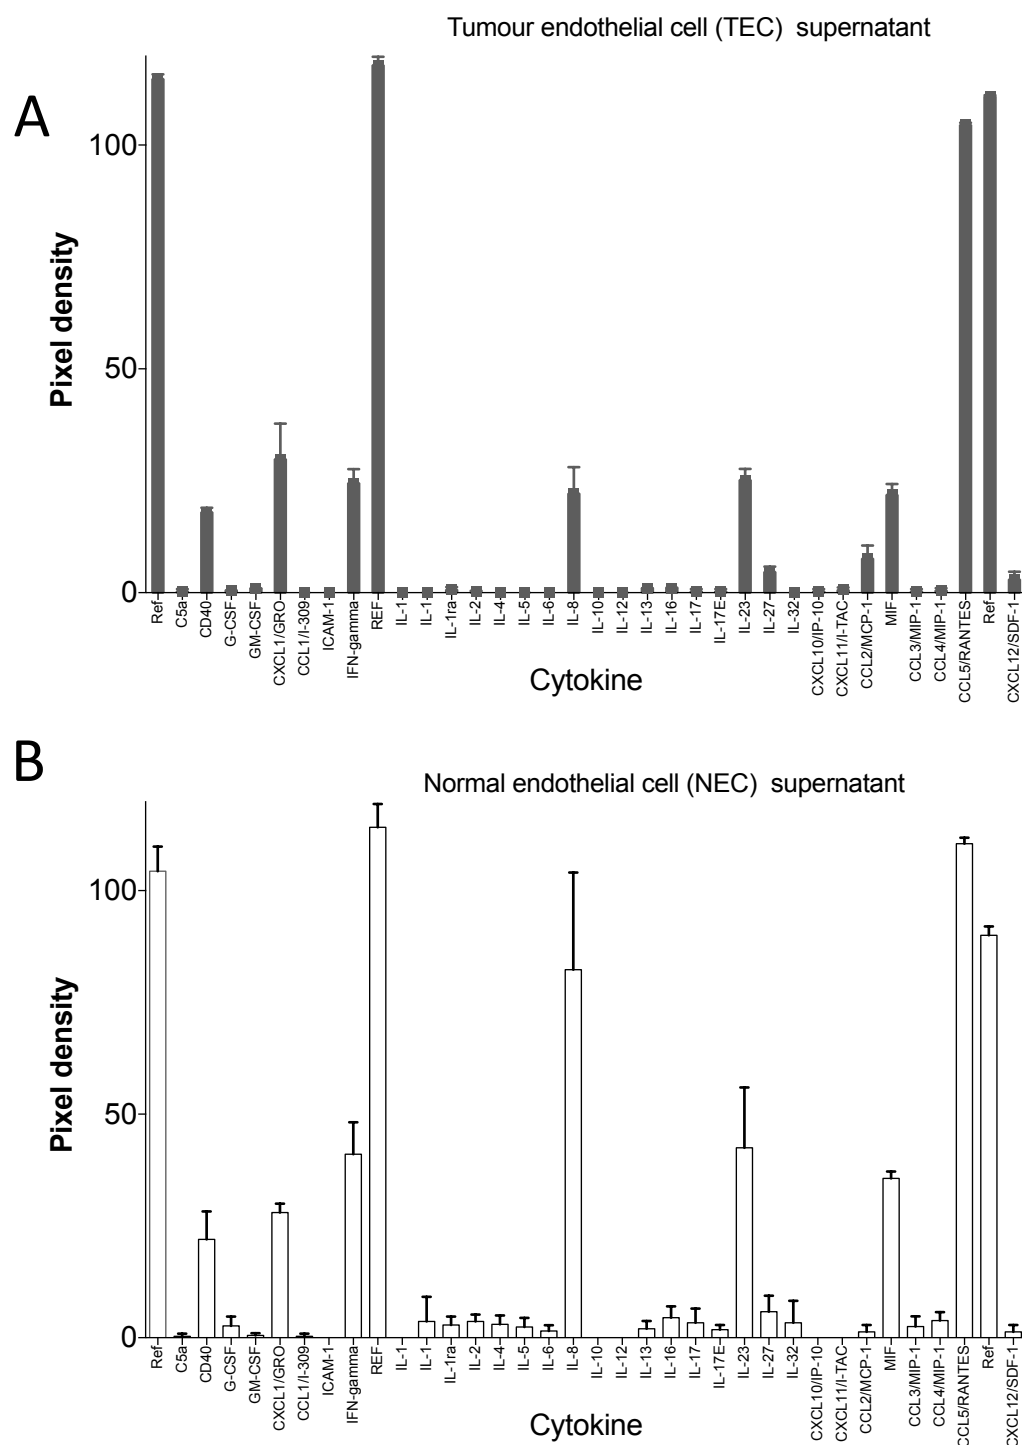 Tumour endothelial cell (TEC) supernatant
A
Pixel density
100
50
0
Ref
C5a
CD40
G-CSF
GM-CSF
CXCL1/GRO
CCL1/I-309
ICAM-1
IFN-gamma
REF
IL-1
IL-1
IL-1ra
IL-2
IL-4
IL-5
IL-6
IL-8
IL-10
IL-12
IL-13
IL-16
IL-17
IL-17E
IL-23
IL-27
IL-32
CXCL10/IP-10
CXCL11/I-TAC
CCL2/MCP-1
MIF
CCL3/MIP-1
CCL4/MIP-1
CCL5/RANTES
Ref
CXCL12/SDF-1
Cytokine
B
Normal endothelial cell (NEC) supernatant
Pixel density
100
50
0
Ref
C5a
CD40
G-CSF
GM-CSF
CXCL1/GRO
CCL1/I-309
ICAM-1
IFN-gamma
REF
IL-1
IL-1
IL-1ra
IL-2
IL-4
IL-5
IL-6
IL-8
IL-10
IL-12
IL-13
IL-16
IL-17
IL-17E
IL-23
IL-27
IL-32
CXCL10/IP-10
CXCL11/I-TAC
CCL2/MCP-1
MIF
CCL3/MIP-1
CCL4/MIP-1
CCL5/RANTES
Ref
CXCL12/SDF-1
Cytokine